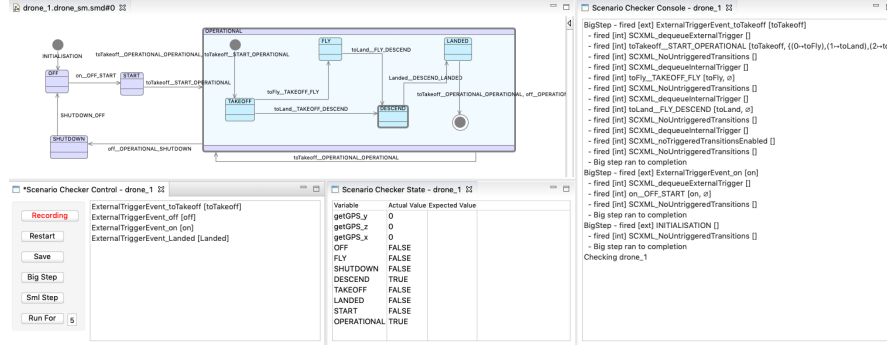 drone_1.drone_sm.smd#0
OPERATIONAL
INITIALISATION
toTakeoff__OPERATIONAL_OPERATIONAL, toTakeoff__START_OPERATIONAL
FLY
toLand__FLY_DESCEND
LANDED
OFF
on__OFF_START
START
toTakeoff__START_OPERATIONAL
toFly__TAKEOFF_FLY
Landed__DESCEND_LANDED
toTakeoff__OPERATIONAL_OPERATIONAL, off__OPERATION
TAKEOFF
toLand__TAKEOFF_DESCEND
DESCEND
SHUTDOWN_OFF
SHUTDOWN
off__OPERATIONAL_SHUTDOWN
toTakeoff__OPERATIONAL_OPERATIONAL
*Scenario Checker Control - drone_1
Recording
Restart
Save
Big Step
Sml Step
Run For
5
ExternalTriggerEvent_toTakeoff [toTakeoff]
ExternalTriggerEvent_off [off]
ExternalTriggerEvent_on [on]
ExternalTriggerEvent_Landed [Landed]
Scenario Checker State - drone_1
Variable Actual Value Expected Value
getGPS_y 0
getGPS_z 0
getGPS_x 0
OFF FALSE
FLY FALSE
SHUTDOWN FALSE
DESCEND TRUE
TAKEOFF FALSE
LANDED FALSE
START FALSE
OPERATIONAL TRUE
Scenario Checker Console - drone_1
BigStep - fired [ext] ExternalTriggerEvent_toTakeoff [toTakeoff]
- fired [int] SCXML_dequeueExternalTrigger []
- fired [int] toTakeoff__START_OPERATIONAL [toTakeoff, {(0↦toFly),(1↦toLand),(2↦to
- fired [int] SCXML_NoUntriggeredTransitions []
- fired [int] SCXML_dequeueInternalTrigger []
- fired [int] toFly__TAKEOFF_FLY [toFly, ∅]
- fired [int] SCXML_NoUntriggeredTransitions []
- fired [int] SCXML_dequeueInternalTrigger []
- fired [int] toLand__FLY_DESCEND [toLand, ∅]
- fired [int] SCXML_NoUntriggeredTransitions []
- fired [int] SCXML_dequeueInternalTrigger []
- fired [int] SCXML_noTriggeredTransitionsEnabled []
- fired [int] SCXML_NoUntriggeredTransitions []
- Big step ran to completion
BigStep - fired [ext] ExternalTriggerEvent_on [on]
- fired [int] SCXML_dequeueExternalTrigger []
- fired [int] on__OFF_START [on, ∅]
- fired [int] SCXML_NoUntriggeredTransitions []
- Big step ran to completion
BigStep - fired [ext] INITIALISATION []
- fired [int] SCXML_NoUntriggeredTransitions []
- Big step ran to completion
Checking drone_1